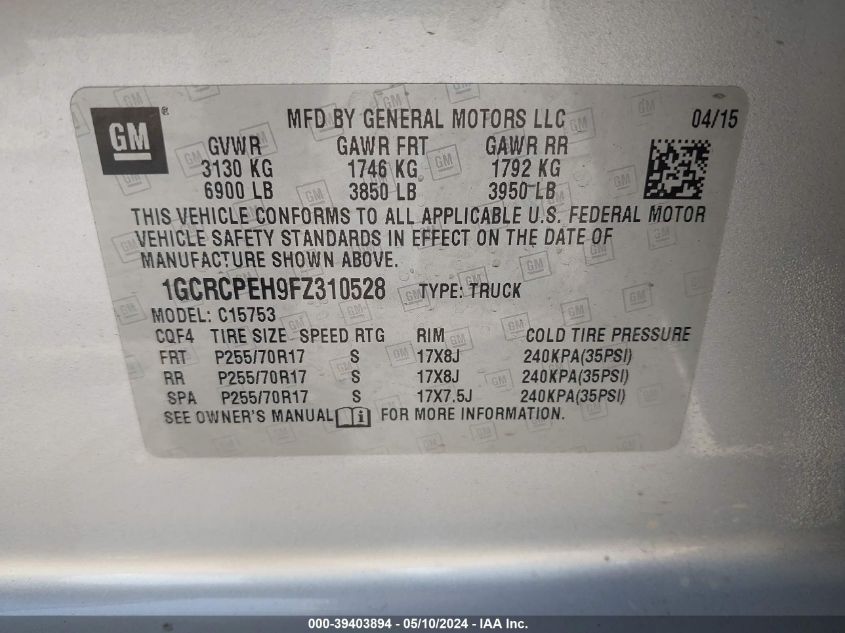 GM ® MFD BY GENERAL MOTORS LLC 04/15
GVWR GAWR FRT GAWR RR
3130 KG 1746 KG 1792 KG
6900 LB 3850 LB 3950 LB
THIS VEHICLE CONFORMS TO ALL APPLICABLE U.S. FEDERAL MOTOR
VEHICLE SAFETY STANDARDS IN EFFECT ON THE DATE OF
MANUFACTURE SHOWN ABOVE.
1GCRCPEH9FZ310528 TYPE: TRUCK
MODEL: C15753
CQF4 TIRE SIZE SPEED RTG RIM COLD TIRE PRESSURE
FRT P255/70R17 S 17X8J 240KPA(35PSI)
RR P255/70R17 S 17X8J 240KPA(35PSI)
SPA P255/70R17 S 17X7.5J 240KPA(35PSI)
SEE OWNER'S MANUAL i FOR MORE INFORMATION.
000-39403894 - 05/10/2024 - IAA Inc.